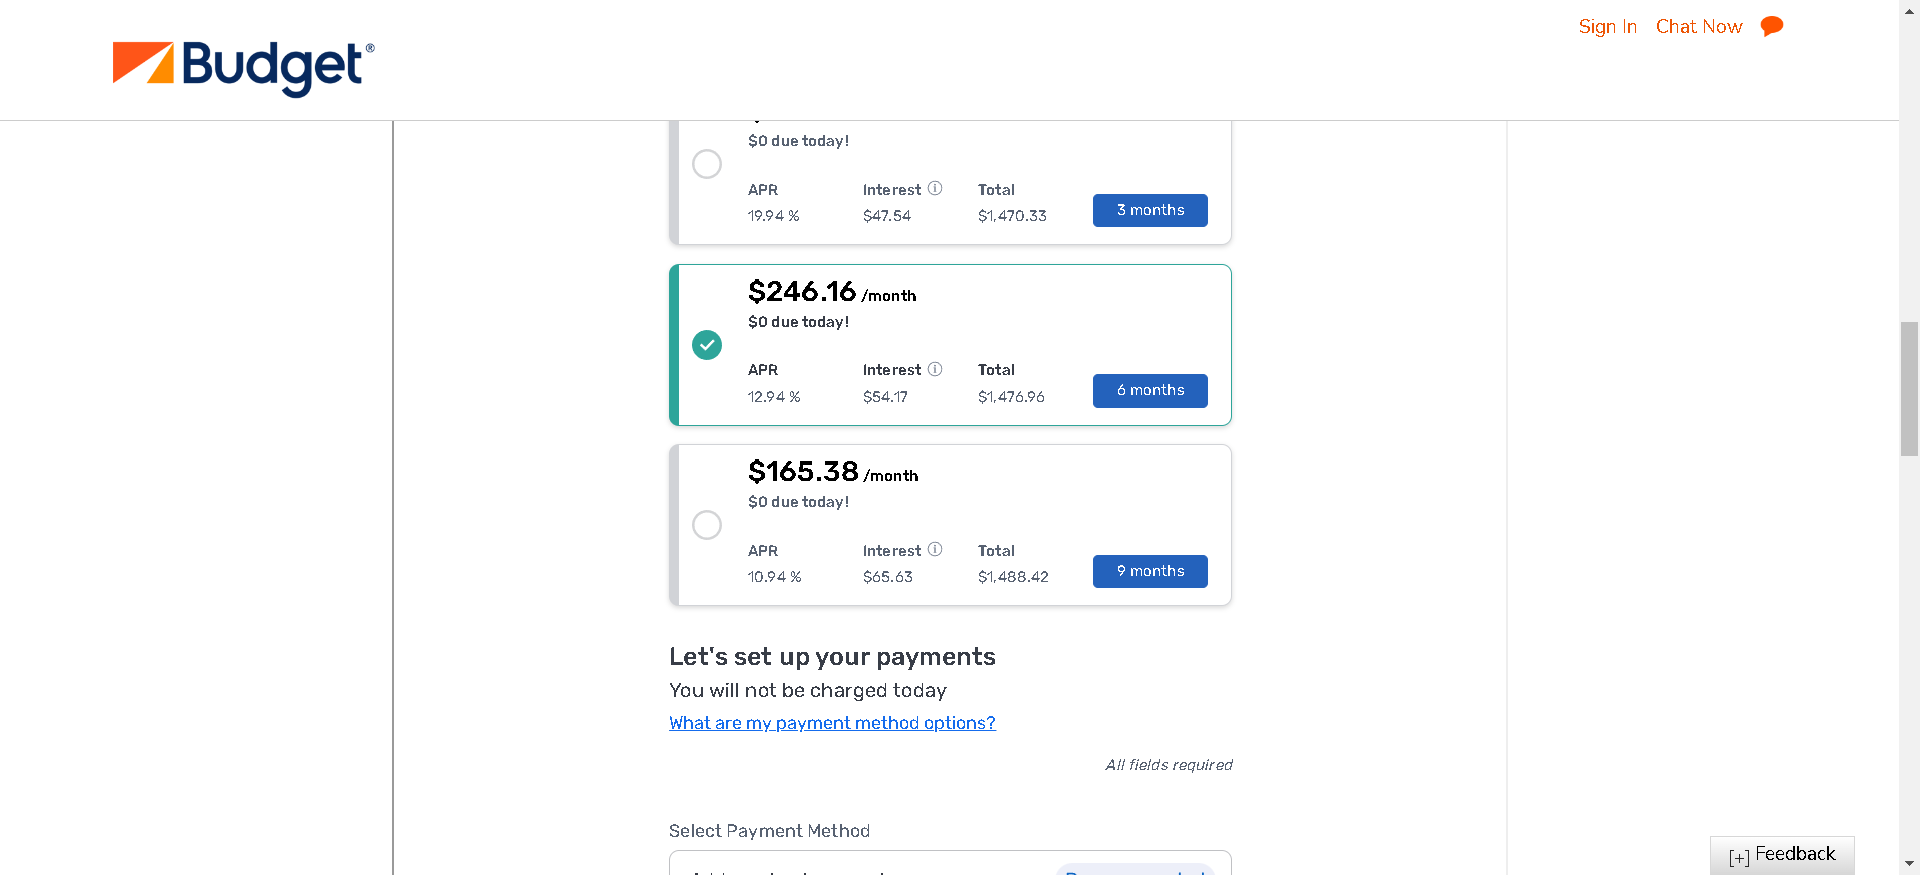 Sign In Chat Now
Budget®
$0 due today!
APR Interest Total
19.94 % $47.54 $1,470.33
3 months
$246.16 /month
$0 due today!
APR Interest Total
12.94 % $54.17 $1,476.96
6 months
$165.38 /month
$0 due today!
APR Interest Total
10.94 % $65.63 $1,488.42
9 months
Let's set up your payments
You will not be charged today
What are my payment method options?
All fields required
Select Payment Method
[+] Feedback